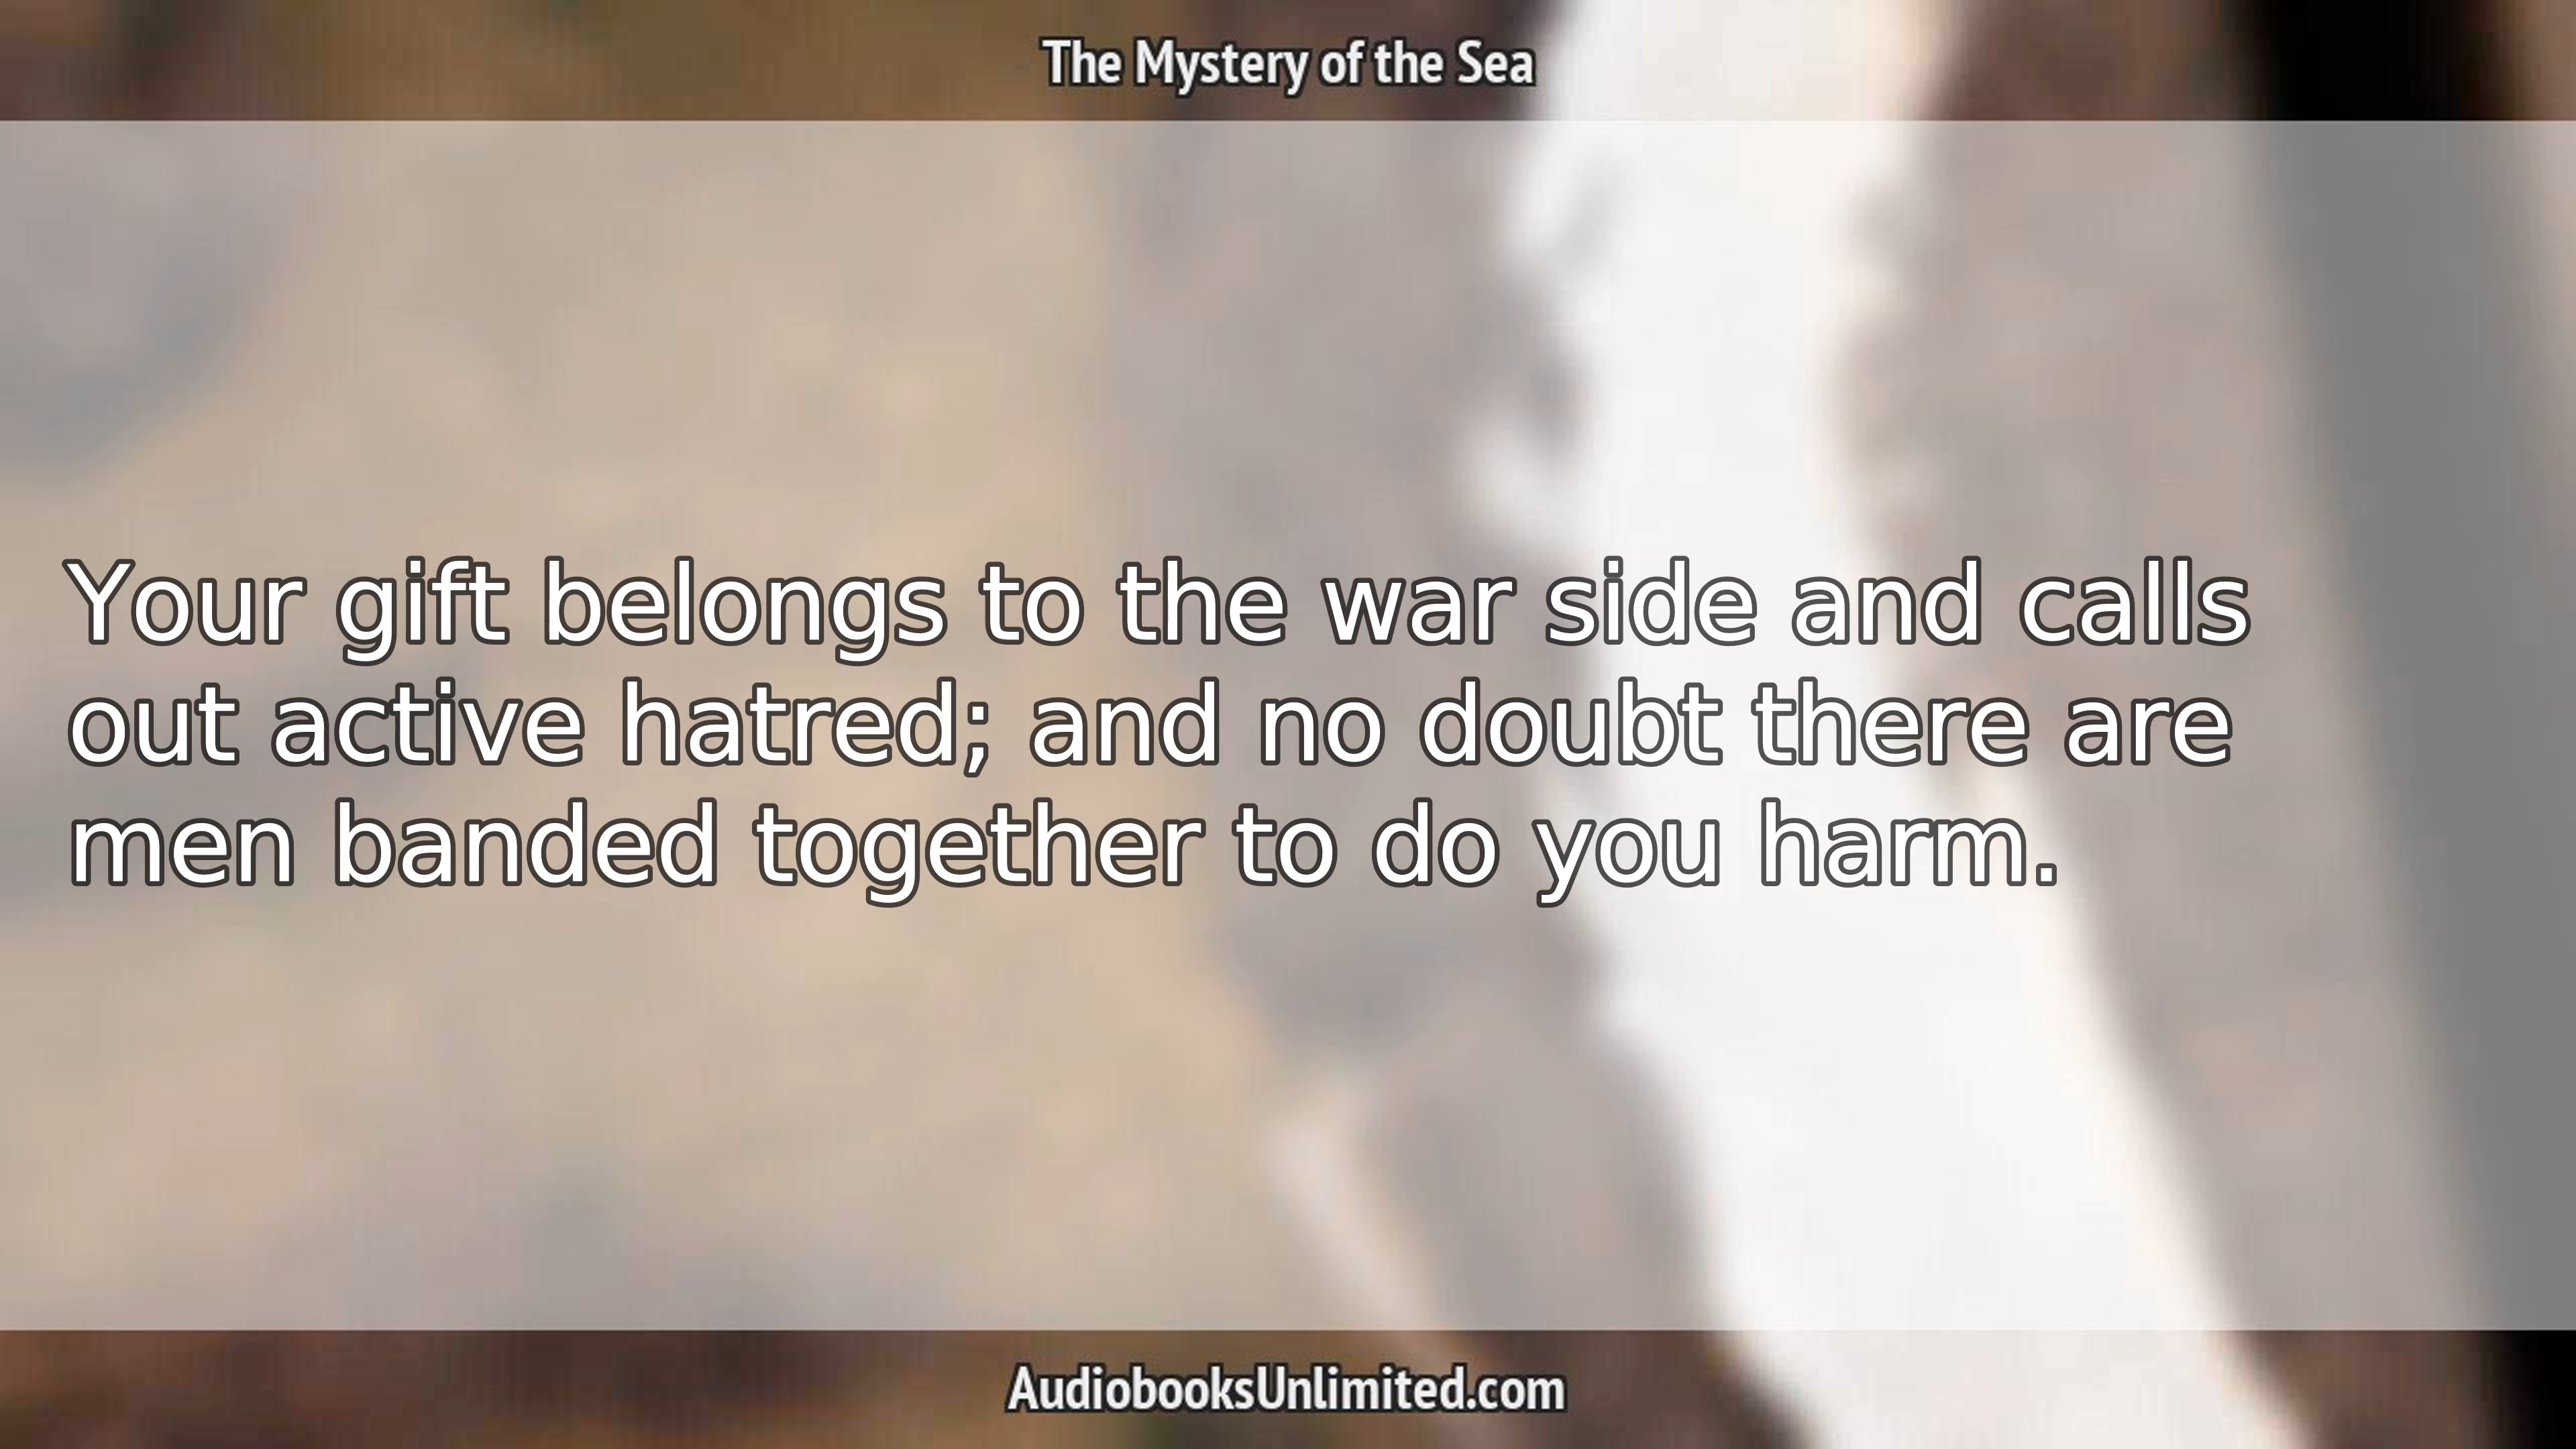 The Mystery of the Sea
Your gift belongs to the war side and calls
out active hatred; and no doubt there are
men banded together to do you harm.
AudiobooksUnlimited.com